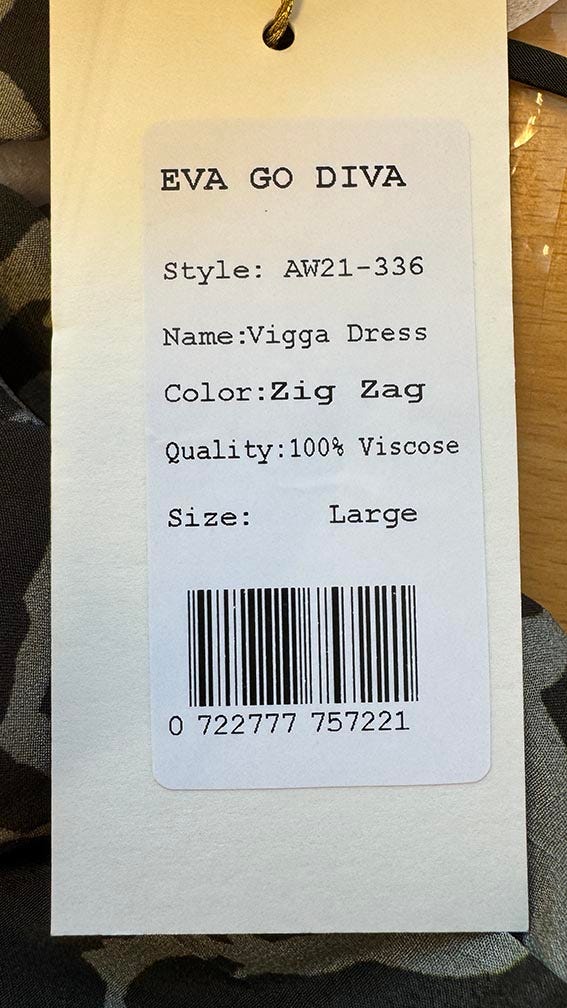 EVA GO DIVA
Style: AW21-336
Name:Vigga Dress
Color:Zig Zag
Quality:100% Viscose
Size: Large
0 722777 757221